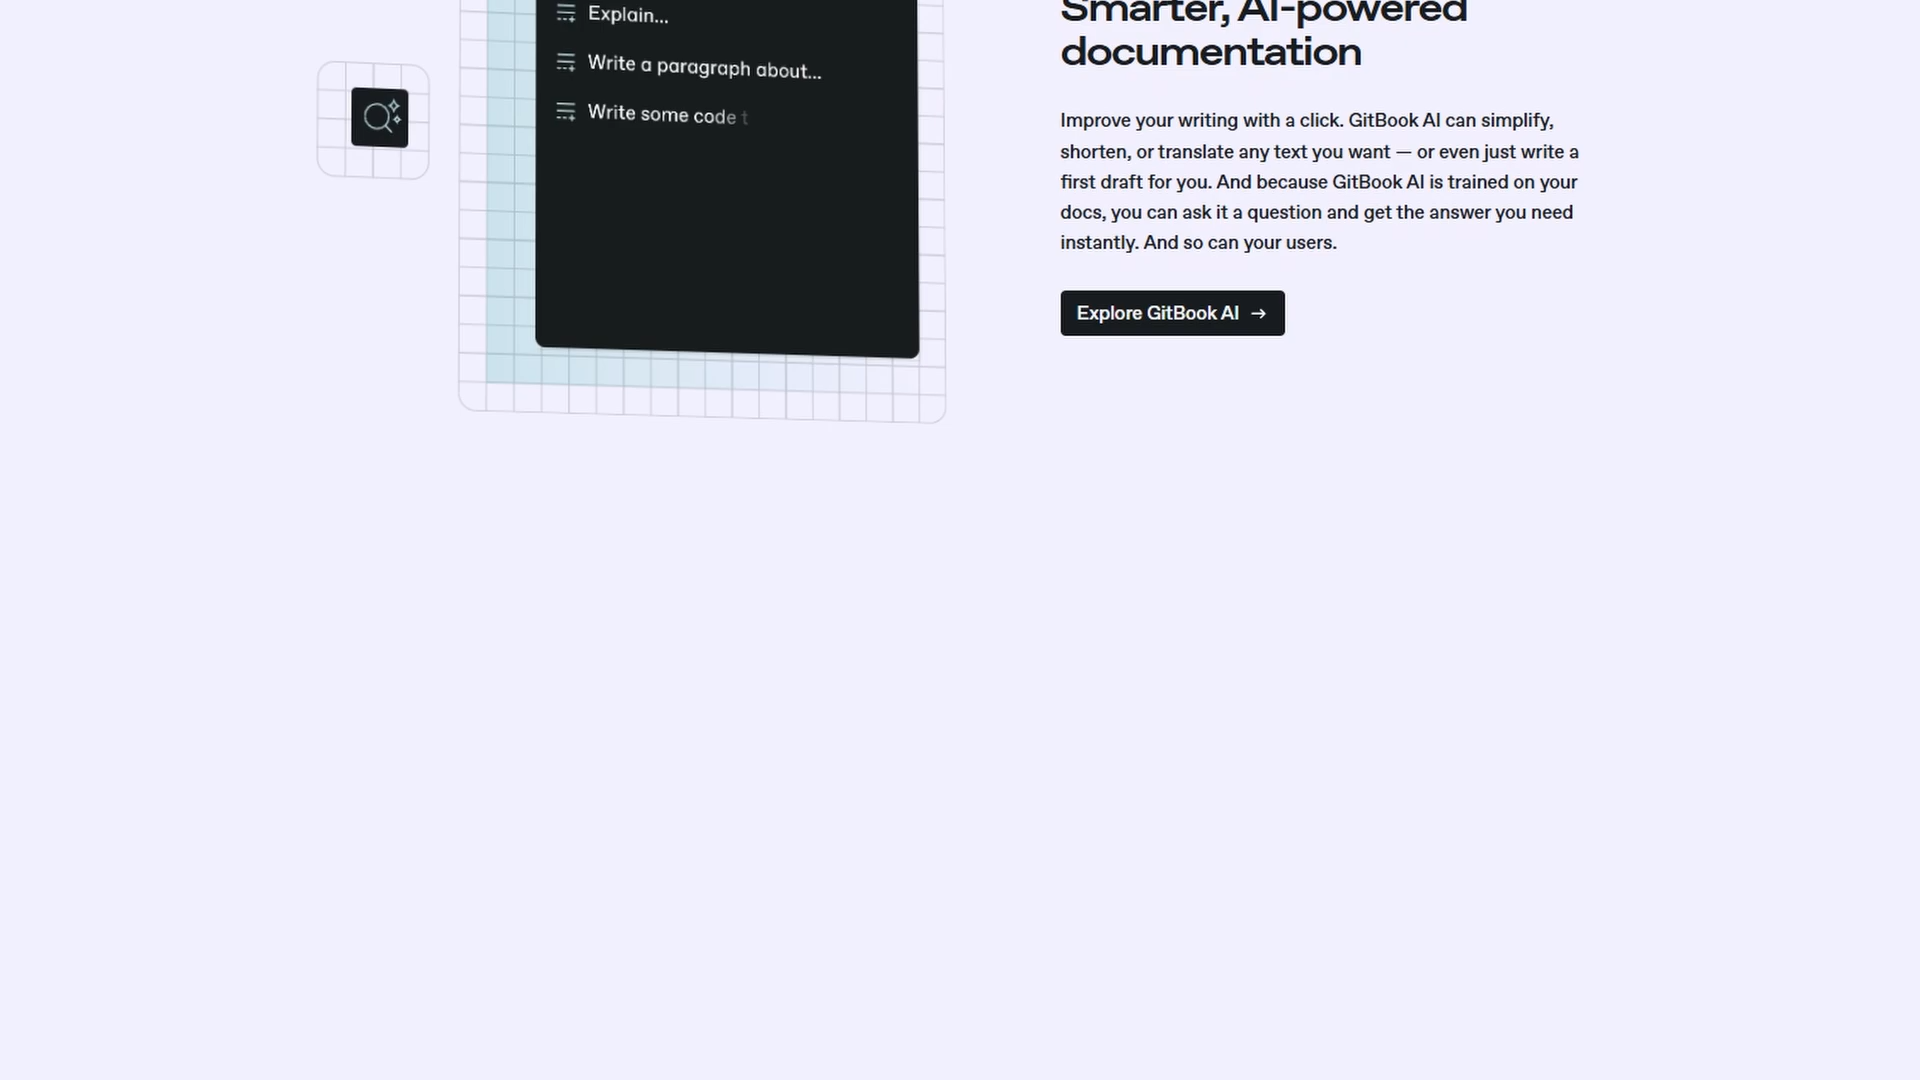 Explain...
Write a paragraph about...
Write some code t
Smarter, AI-powered
documentation
Improve your writing with a click. GitBook AI can simplify,
shorten, or translate any text you want — or even just write a
first draft for you. And because GitBook AI is trained on your
docs, you can ask it a question and get the answer you need
instantly. And so can your users.
Explore GitBook AI →